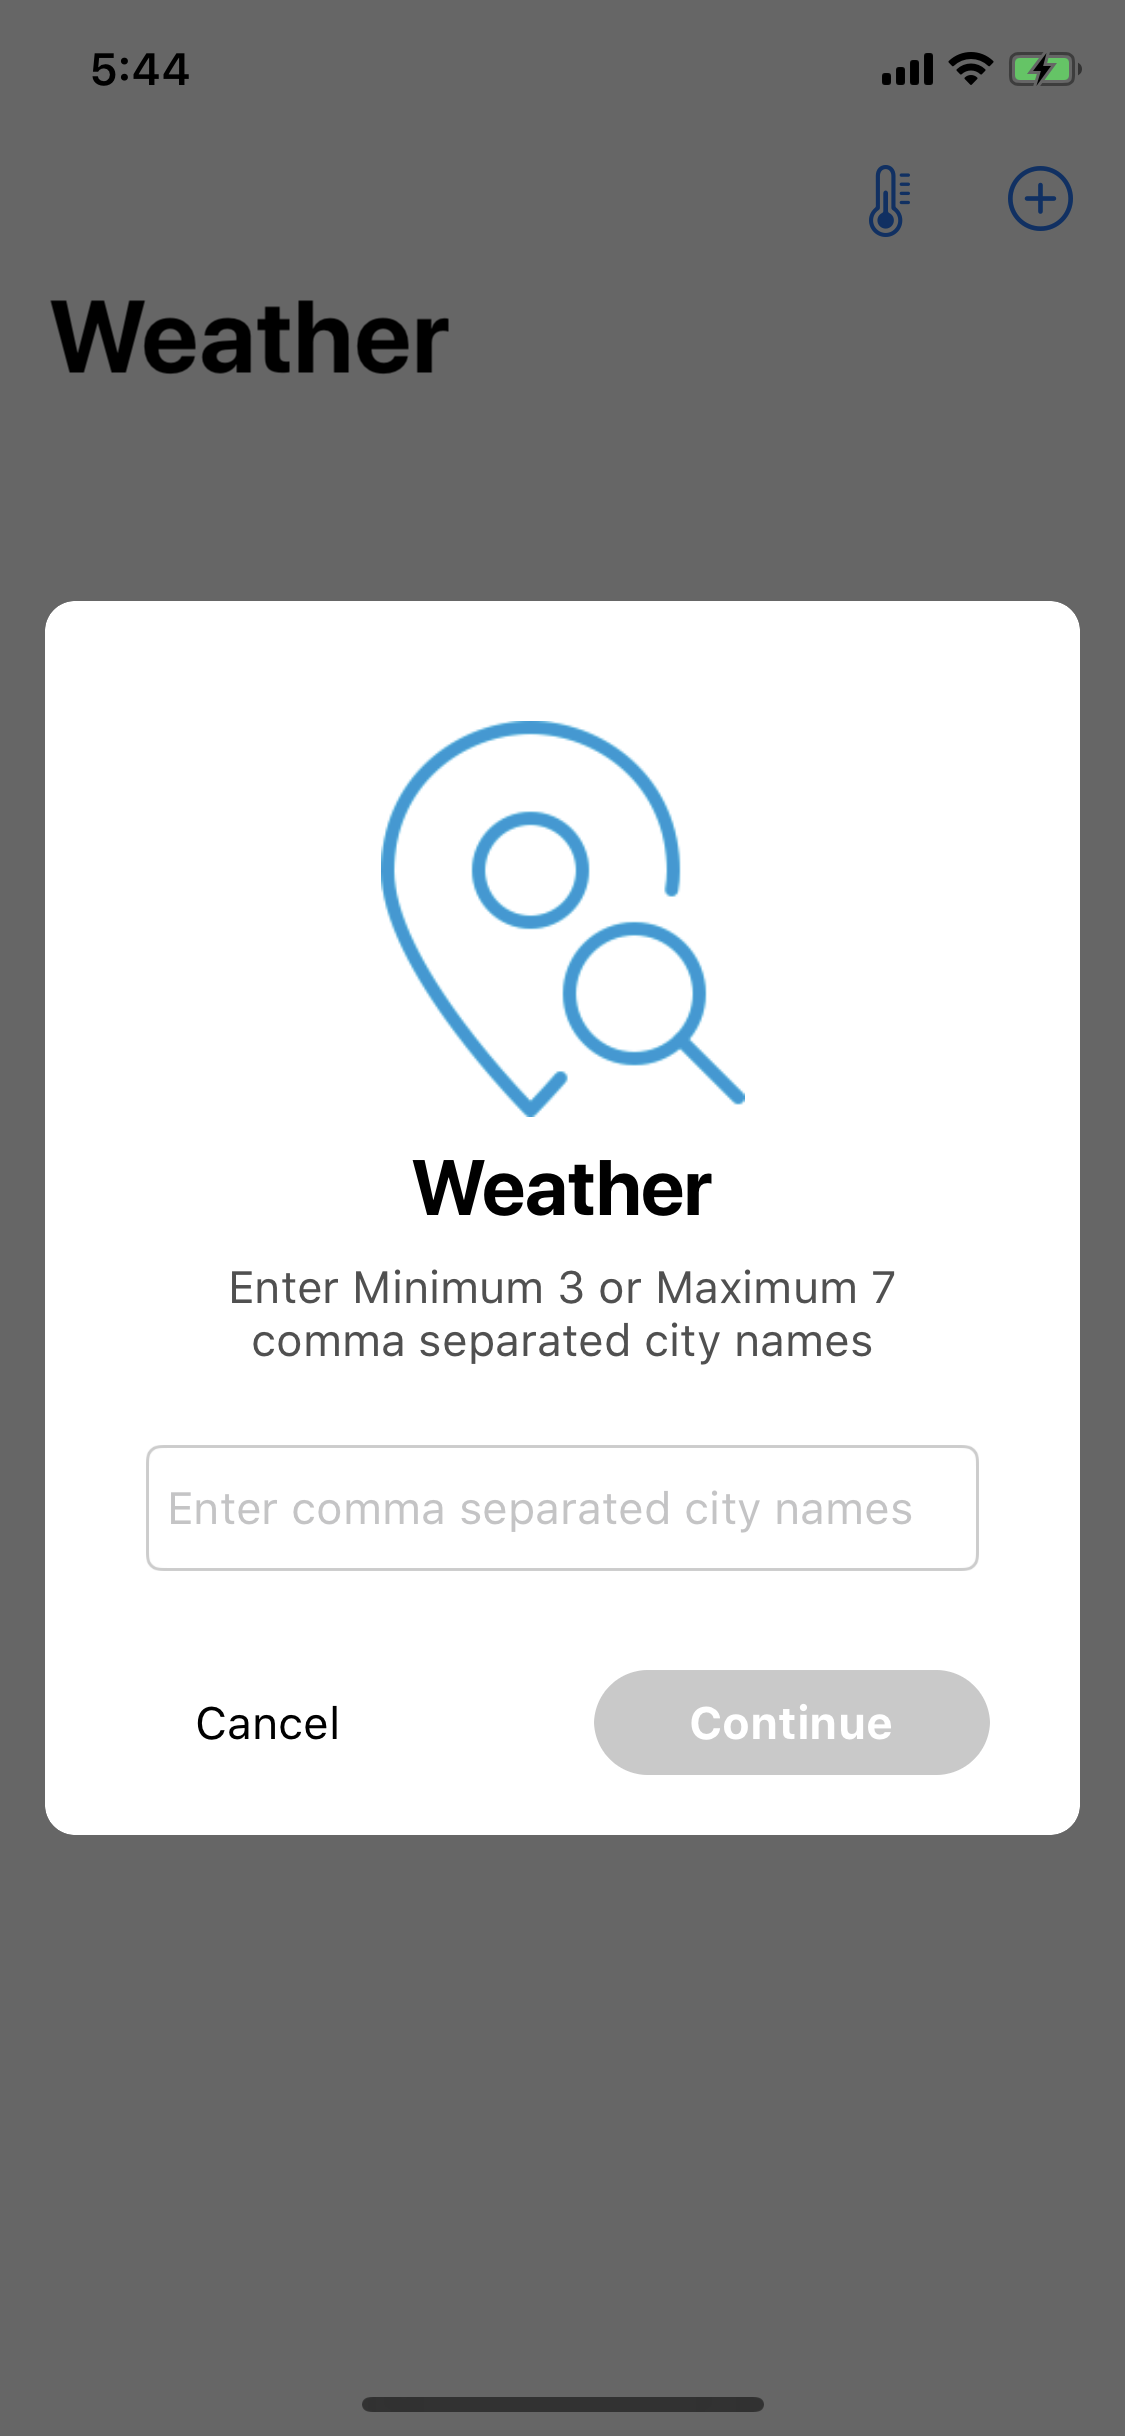 5:44
Weather
Weather
Enter Minimum 3 or Maximum 7
comma separated city names
Enter comma separated city names
Cancel
Continue